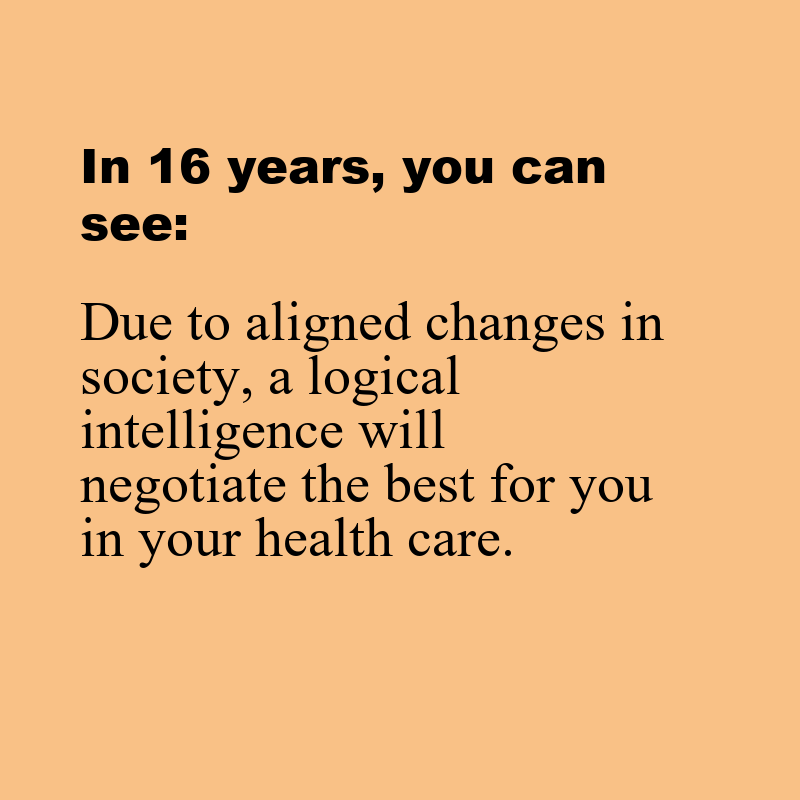 In 16 years, you can
see:
Due to aligned changes in
society, a logical
intelligence will
negotiate the best for you
in your health care.